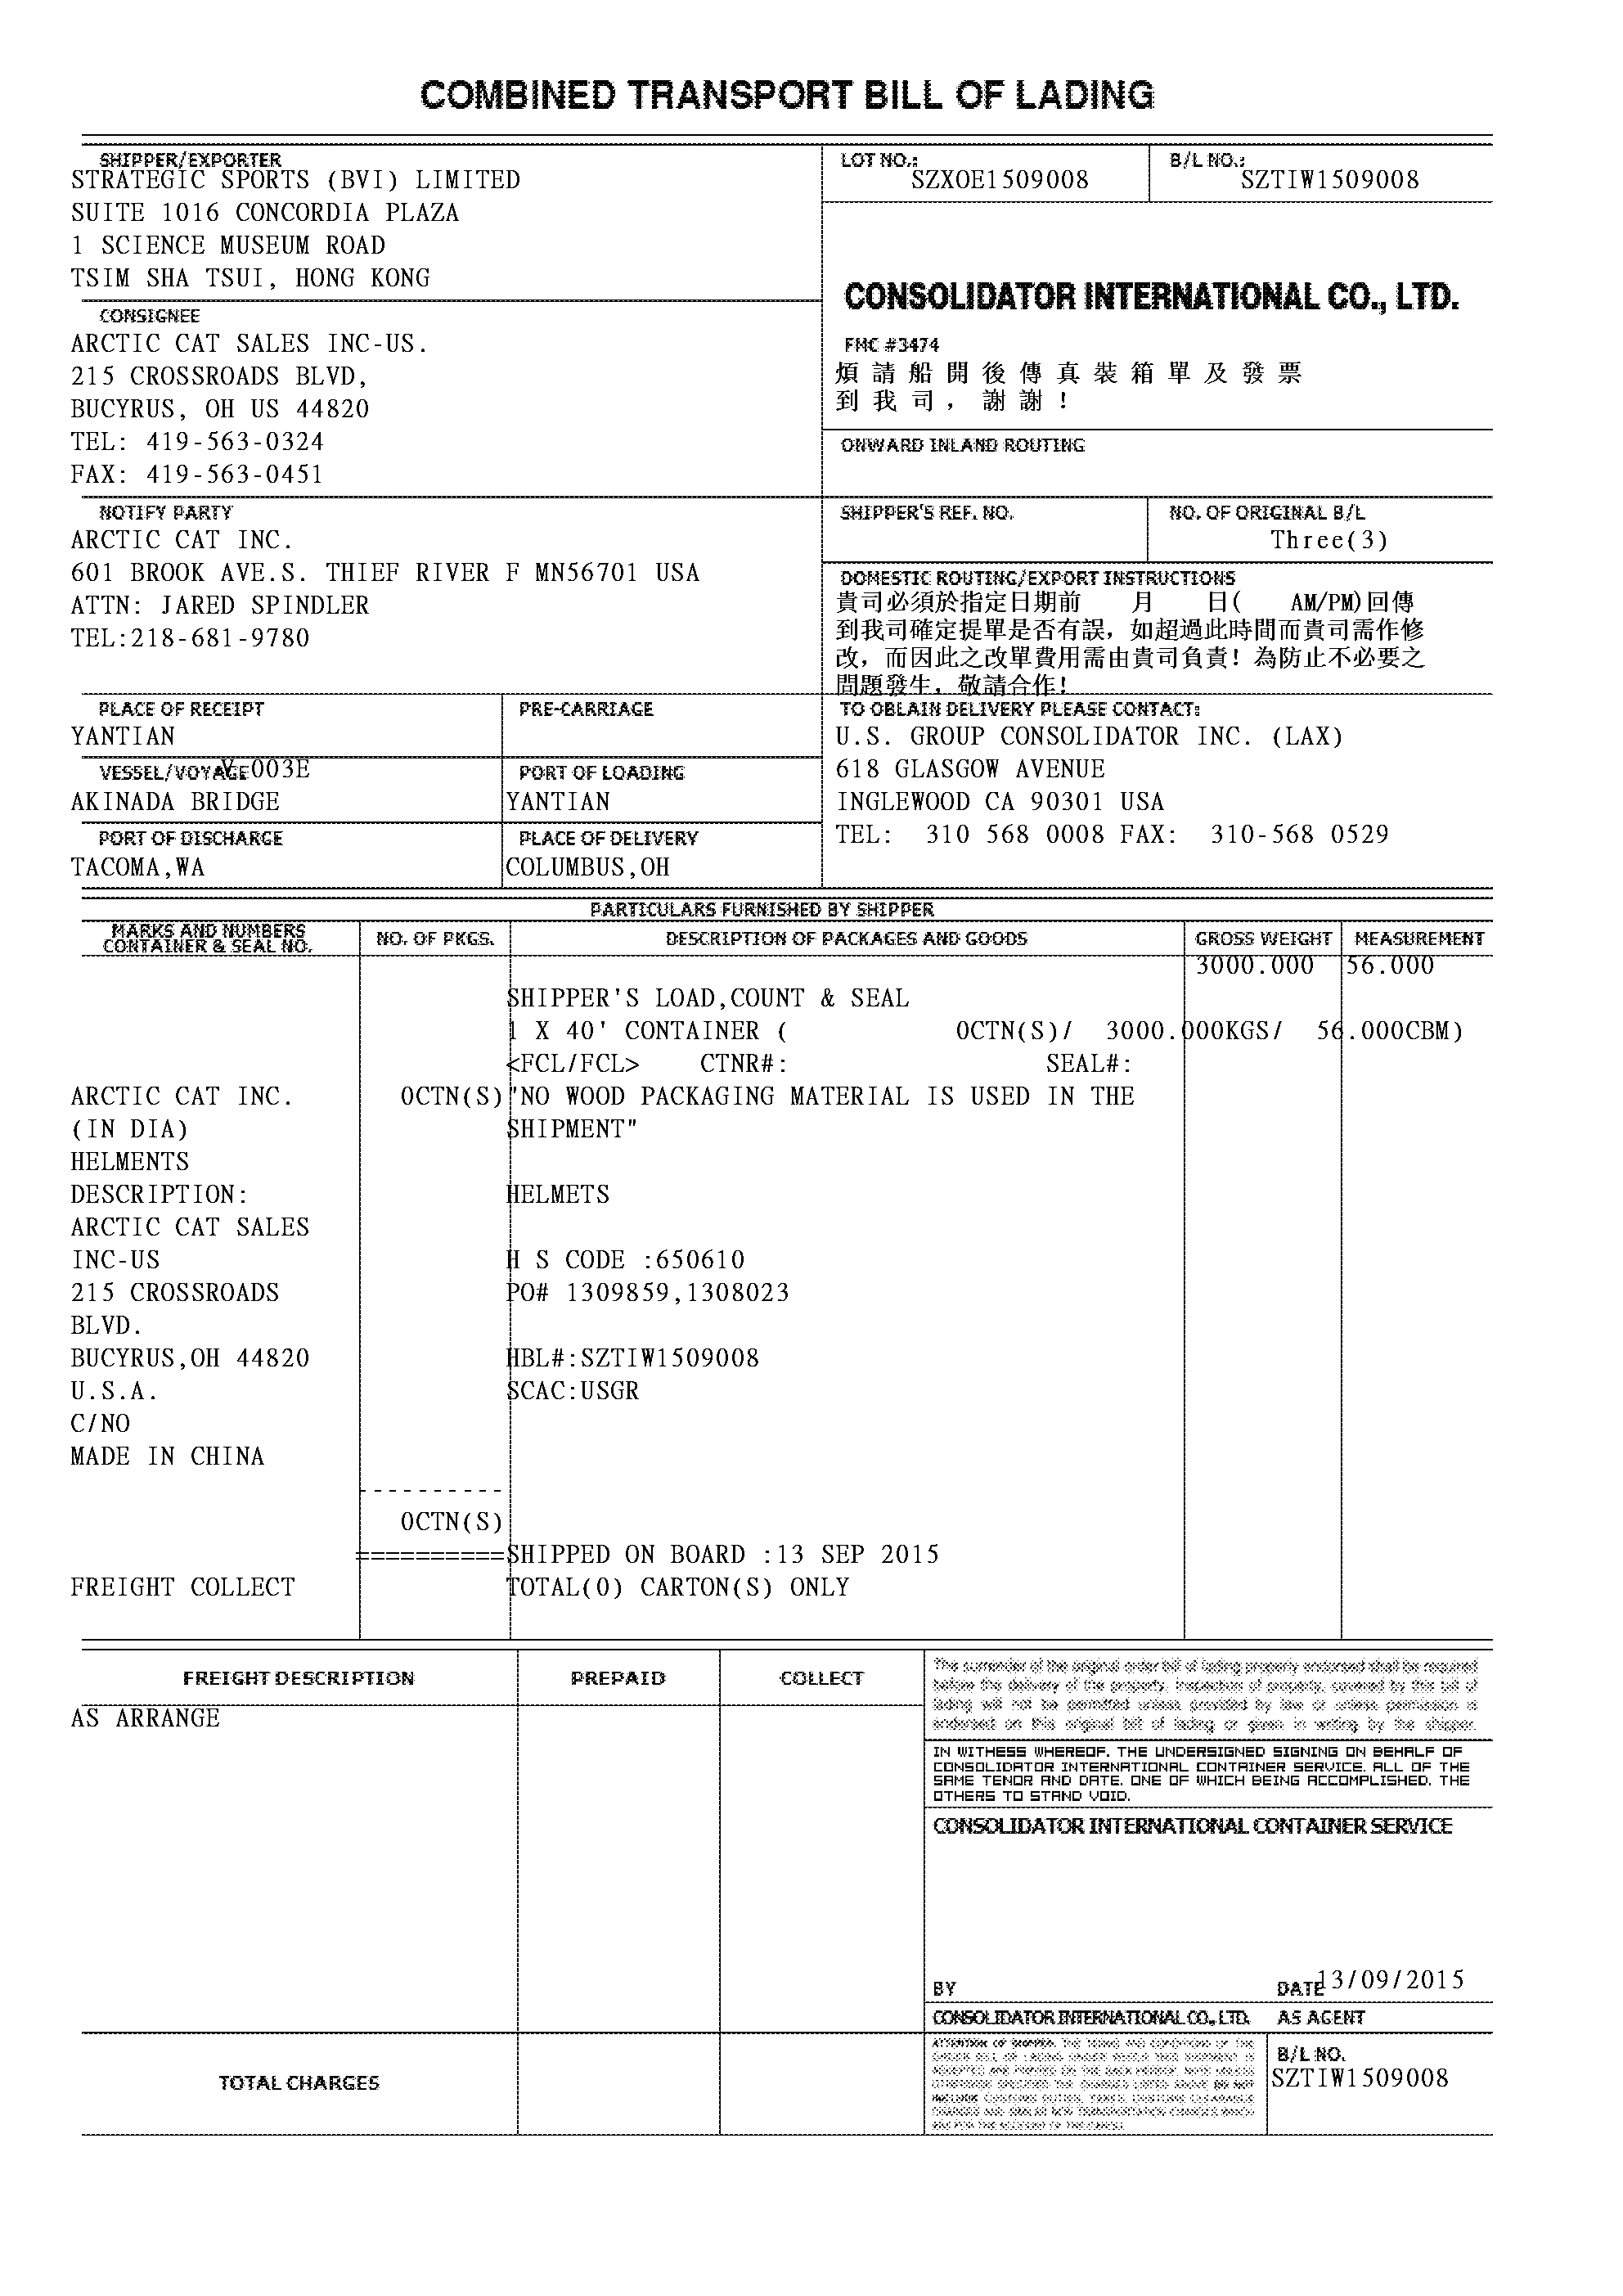 COMBINED TRANSPORT BILL OF LADING
SHIPPER/EXPORTER
STRATEGIC SPORTS (BVI) LIMITED
SUITE 1016 CONCORDIA PLAZA
1 SCIENCE MUSEUM ROAD
TSIM SHA TSUI, HONG KONG
LOT NO.:
SZXOE1509008
B/L NO.:
SZTIW1509008
CONSOLIDATOR INTERNATIONAL CO., LTD.
FMC #3474
煩請船開後傳真裝箱單及發票
到我司，謝謝！
CONSIGNEE
ARCTIC CAT SALES INC-US.
215 CROSSROADS BLVD,
BUCYRUS, OH US 44820
TEL: 419-563-0324
FAX: 419-563-0451
ONWARD INLAND ROUTING
NOTIFY PARTY
ARCTIC CAT INC.
601 BROOK AVE.S. THIEF RIVER F MN56701 USA
ATTN: JARED SPINDLER
TEL:218-681-9780
SHIPPER'S REF. NO.
NO. OF ORIGINAL B/L
Three(3)
DOMESTIC ROUTING/EXPORT INSTRUCTIONS
貴司必須於指定日期前 月 日( AM/PM)回傳
到我司確定提單是否有誤，如超過此時間而貴司需作修
改，而因此之改單費用需由貴司負責！為防止不必要之
問題發生，敬請合作！
PLACE OF RECEIPT
YANTIAN
PRE-CARRIAGE
VESSEL/VOYAGE V.003E
AKINADA BRIDGE
PORT OF LOADING
YANTIAN
PORT OF DISCHARGE
TACOMA,WA
PLACE OF DELIVERY
COLUMBUS,OH
TO OBLAIN DELIVERY PLEASE CONTACT:
U.S. GROUP CONSOLIDATOR INC. (LAX)
618 GLASGOW AVENUE
INGLEWOOD CA 90301 USA
TEL: 310 568 0008 FAX: 310-568 0529
PARTICULARS FURNISHED BY SHIPPER
MARKS AND NUMBERS
CONTAINER & SEAL NO.
NO. OF PKGS.
DESCRIPTION OF PACKAGES AND GOODS
GROSS WEIGHT
MEASUREMENT
3000.000 56.000
SHIPPER'S LOAD,COUNT & SEAL
1 X 40' CONTAINER ( 0CTN(S)/ 3000.000KGS/ 56.000CBM)
<FCL/FCL> CTNR#: SEAL#:
ARCTIC CAT INC. 0CTN(S) "NO WOOD PACKAGING MATERIAL IS USED IN THE
(IN DIA) SHIPMENT"
HELMENTS
DESCRIPTION: HELMETS
ARCTIC CAT SALES
INC-US H S CODE :650610
215 CROSSROADS PO# 1309859,1308023
BLVD.
BUCYRUS,OH 44820 HBL#:SZTIW1509008
U.S.A. SCAC:USGR
C/NO
MADE IN CHINA
----------
0CTN(S)
========== SHIPPED ON BOARD :13 SEP 2015
FREIGHT COLLECT TOTAL(0) CARTON(S) ONLY
FREIGHT DESCRIPTION
PREPAID
COLLECT
AS ARRANGE
The surrender of the original order bill of lading properly endorsed shall be required
before the delivery of the property. Inspection of property. covered by this bill of
lading will not be permitted unless provided by law or unless permission is
endorsed on this original bill of lading or given in writing by the shipper.
IN WITHESS WHEREOF, THE UNDERSIGNED SIGNING ON BEHALF OF
CONSOLIDATOR INTERNATIONAL CONTAINER SERVICE. ALL OF THE
SAME TENOR AND DATE. ONE OF WHICH BEING ACCOMPLISHED. THE
OTHERS TO STAND VOID.
CONSOLIDATOR INTERNATIONAL CONTAINER SERVICE
BY
DATE 13/09/2015
CONSOLIDATOR INTERNATIONAL CO., LTD. AS AGENT
TOTAL CHARGES
B/L NO.
SZTIW1509008